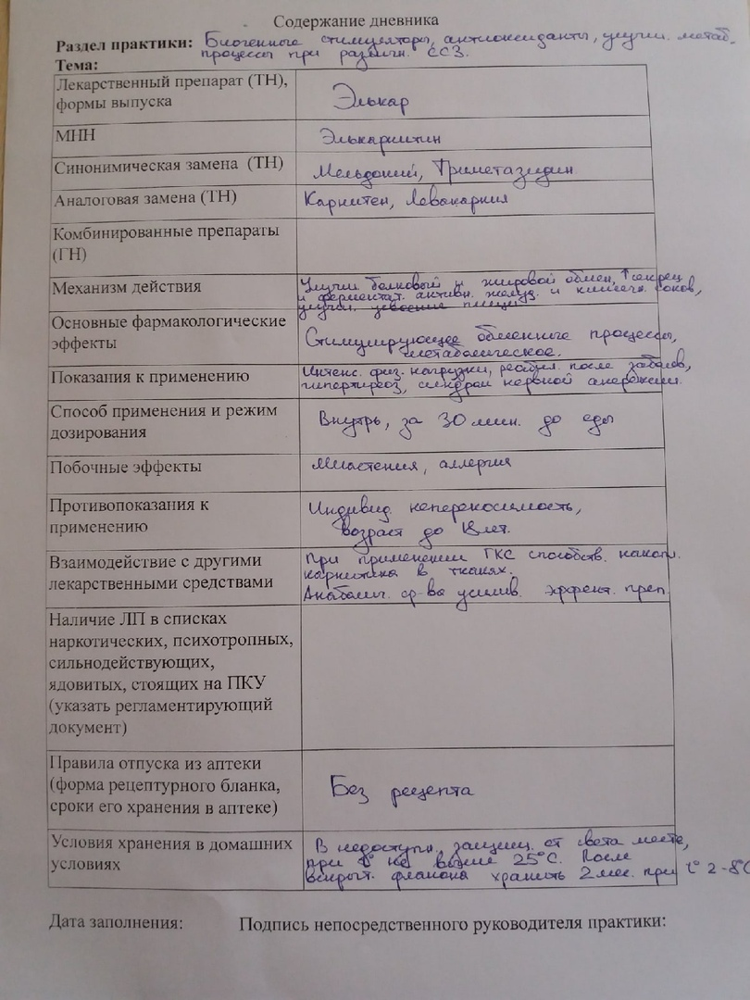 Содержание дневника
Раздел практики: Биогенные стимуляторы, антиоксиданты, улучш. метаб.
процессы при различн. ССЗ.
Тема:
Лекарственный препарат (ТН),
формы выпуска
Элькар
МНН
Элькарнитин
Синонимическая замена (ТН)
Мельдоний, Триметазидин
Аналоговая замена (ТН)
Карнитен, Левокарнил
Комбинированные препараты
(ТН)
Механизм действия
Улучш. белковый и жировой обмен, ↑ секрец.
и ферментат. активн. желуд. и кишечн. соков,
улучш. усвоение пищи
Основные фармакологические
эффекты
Стимулирующее обменные процессы,
метаболическое.
Показания к применению
Интенс. физ. нагрузки, реабил. после заболев,
гипертиреоз, синдром нервной анорексии.
Способ применения и режим
дозирования
Внутрь, за 30 мин. до еды
Побочные эффекты
Миастения, аллергия
Противопоказания к
применению
Индивид. непереносимость,
возраст до лет.
Взаимодействие с другими
лекарственными средствами
При применении ГКС способств. накопл.
карнитина в тканях.
Анаболич. ср-ва усилив. эффект. преп.
Наличие ЛП в списках
наркотических, психотропных,
сильнодействующих,
ядовитых, стоящих на ПКУ
(указать регламентирующий
документ)
Правила отпуска из аптеки
(форма рецептурного бланка,
сроки его хранения в аптеке)
Без рецепта
Условия хранения в домашних
условиях
В недоступн., защищ. от света месте,
при t° не выше 25°С. После
вскрыт. флакона хранить 2 мес. при t° 2-8°С
Дата заполнения: Подпись непосредственного руководителя практики: